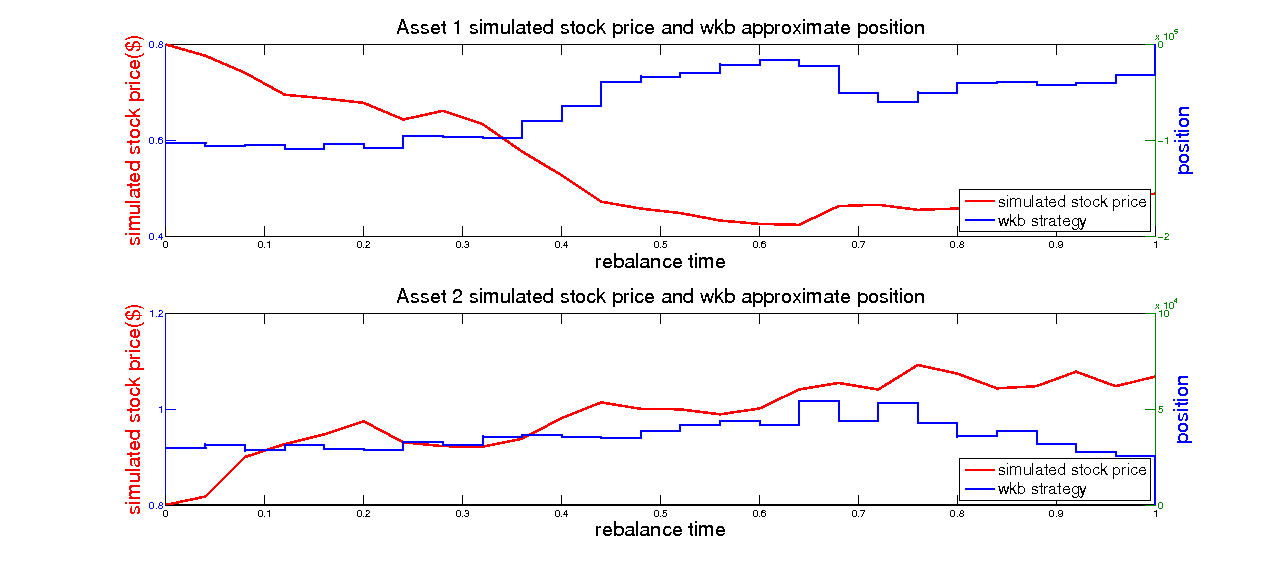 Asset 1 simulated stock price and wkb approximate position
x 10^5
simulated stock price($)
0.8
0.6
0.4
0
-1
-2
position
simulated stock price
wkb strategy
0 0.1 0.2 0.3 0.4 0.5 0.6 0.7 0.8 0.9 1
rebalance time
Asset 2 simulated stock price and wkb approximate position
x 10^4
simulated stock price($)
1.2
1
0.8
10
5
0
position
simulated stock price
wkb strategy
0 0.1 0.2 0.3 0.4 0.5 0.6 0.7 0.8 0.9 1
rebalance time